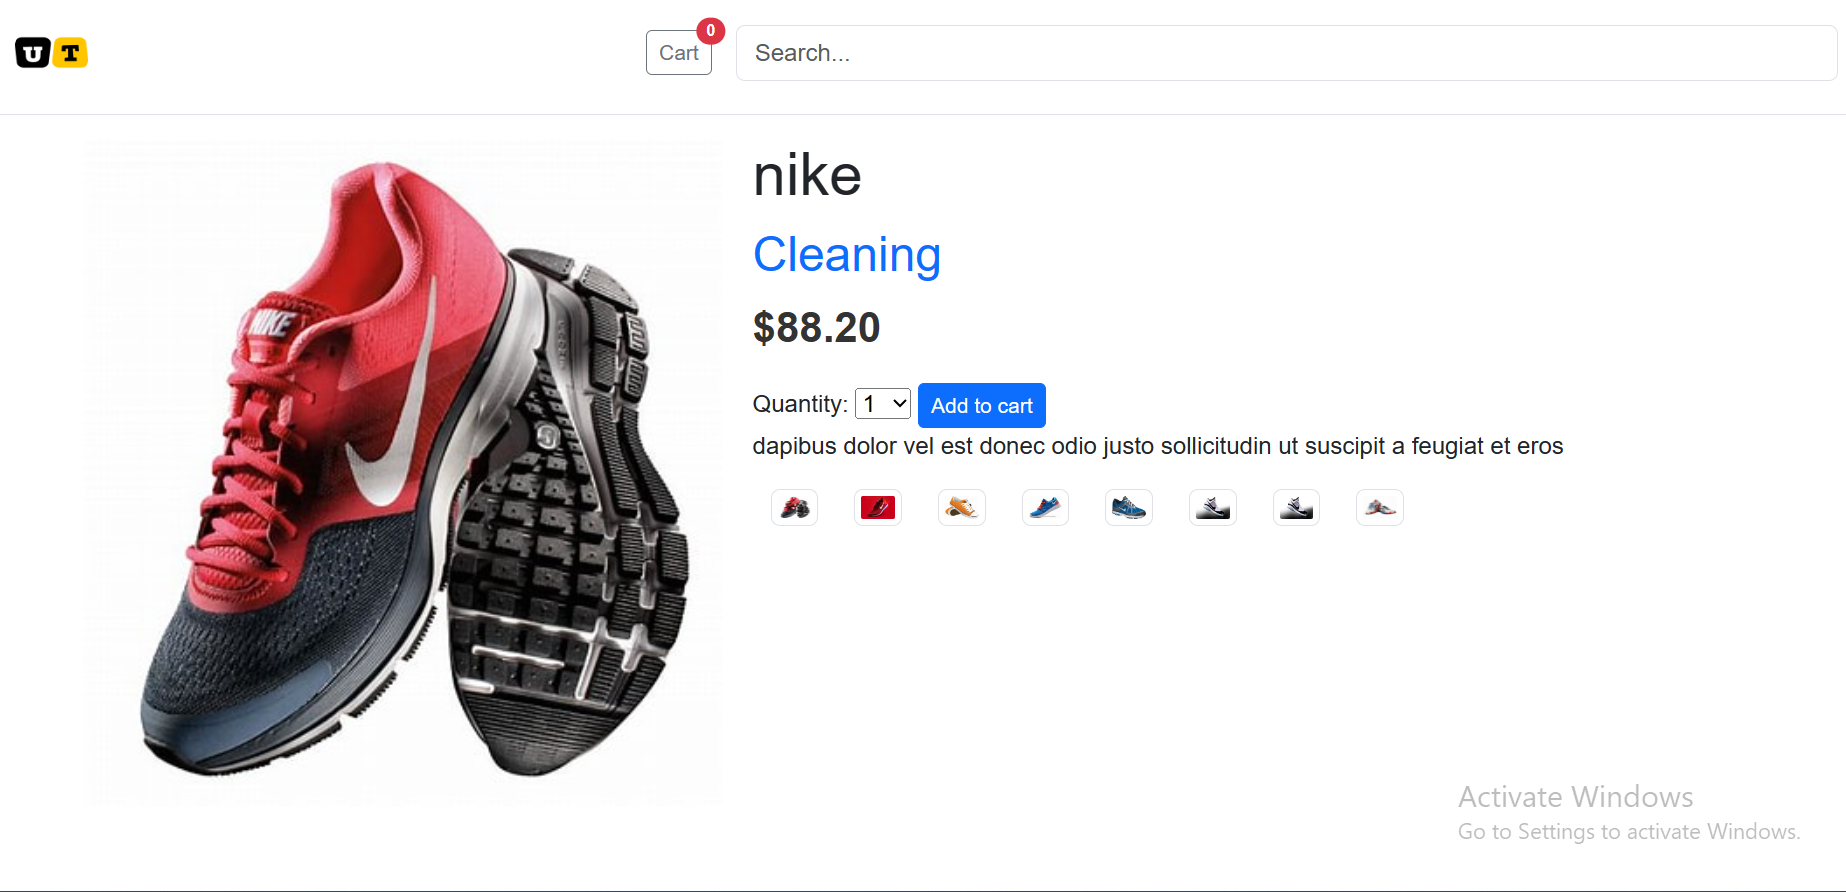 UT
Cart
0
Search...
nike
Cleaning
$88.20
Quantity: 1 Add to cart
dapibus dolor vel est donec odio justo sollicitudin ut suscipit a feugiat et eros
NIKE
Activate Windows
Go to Settings to activate Windows.